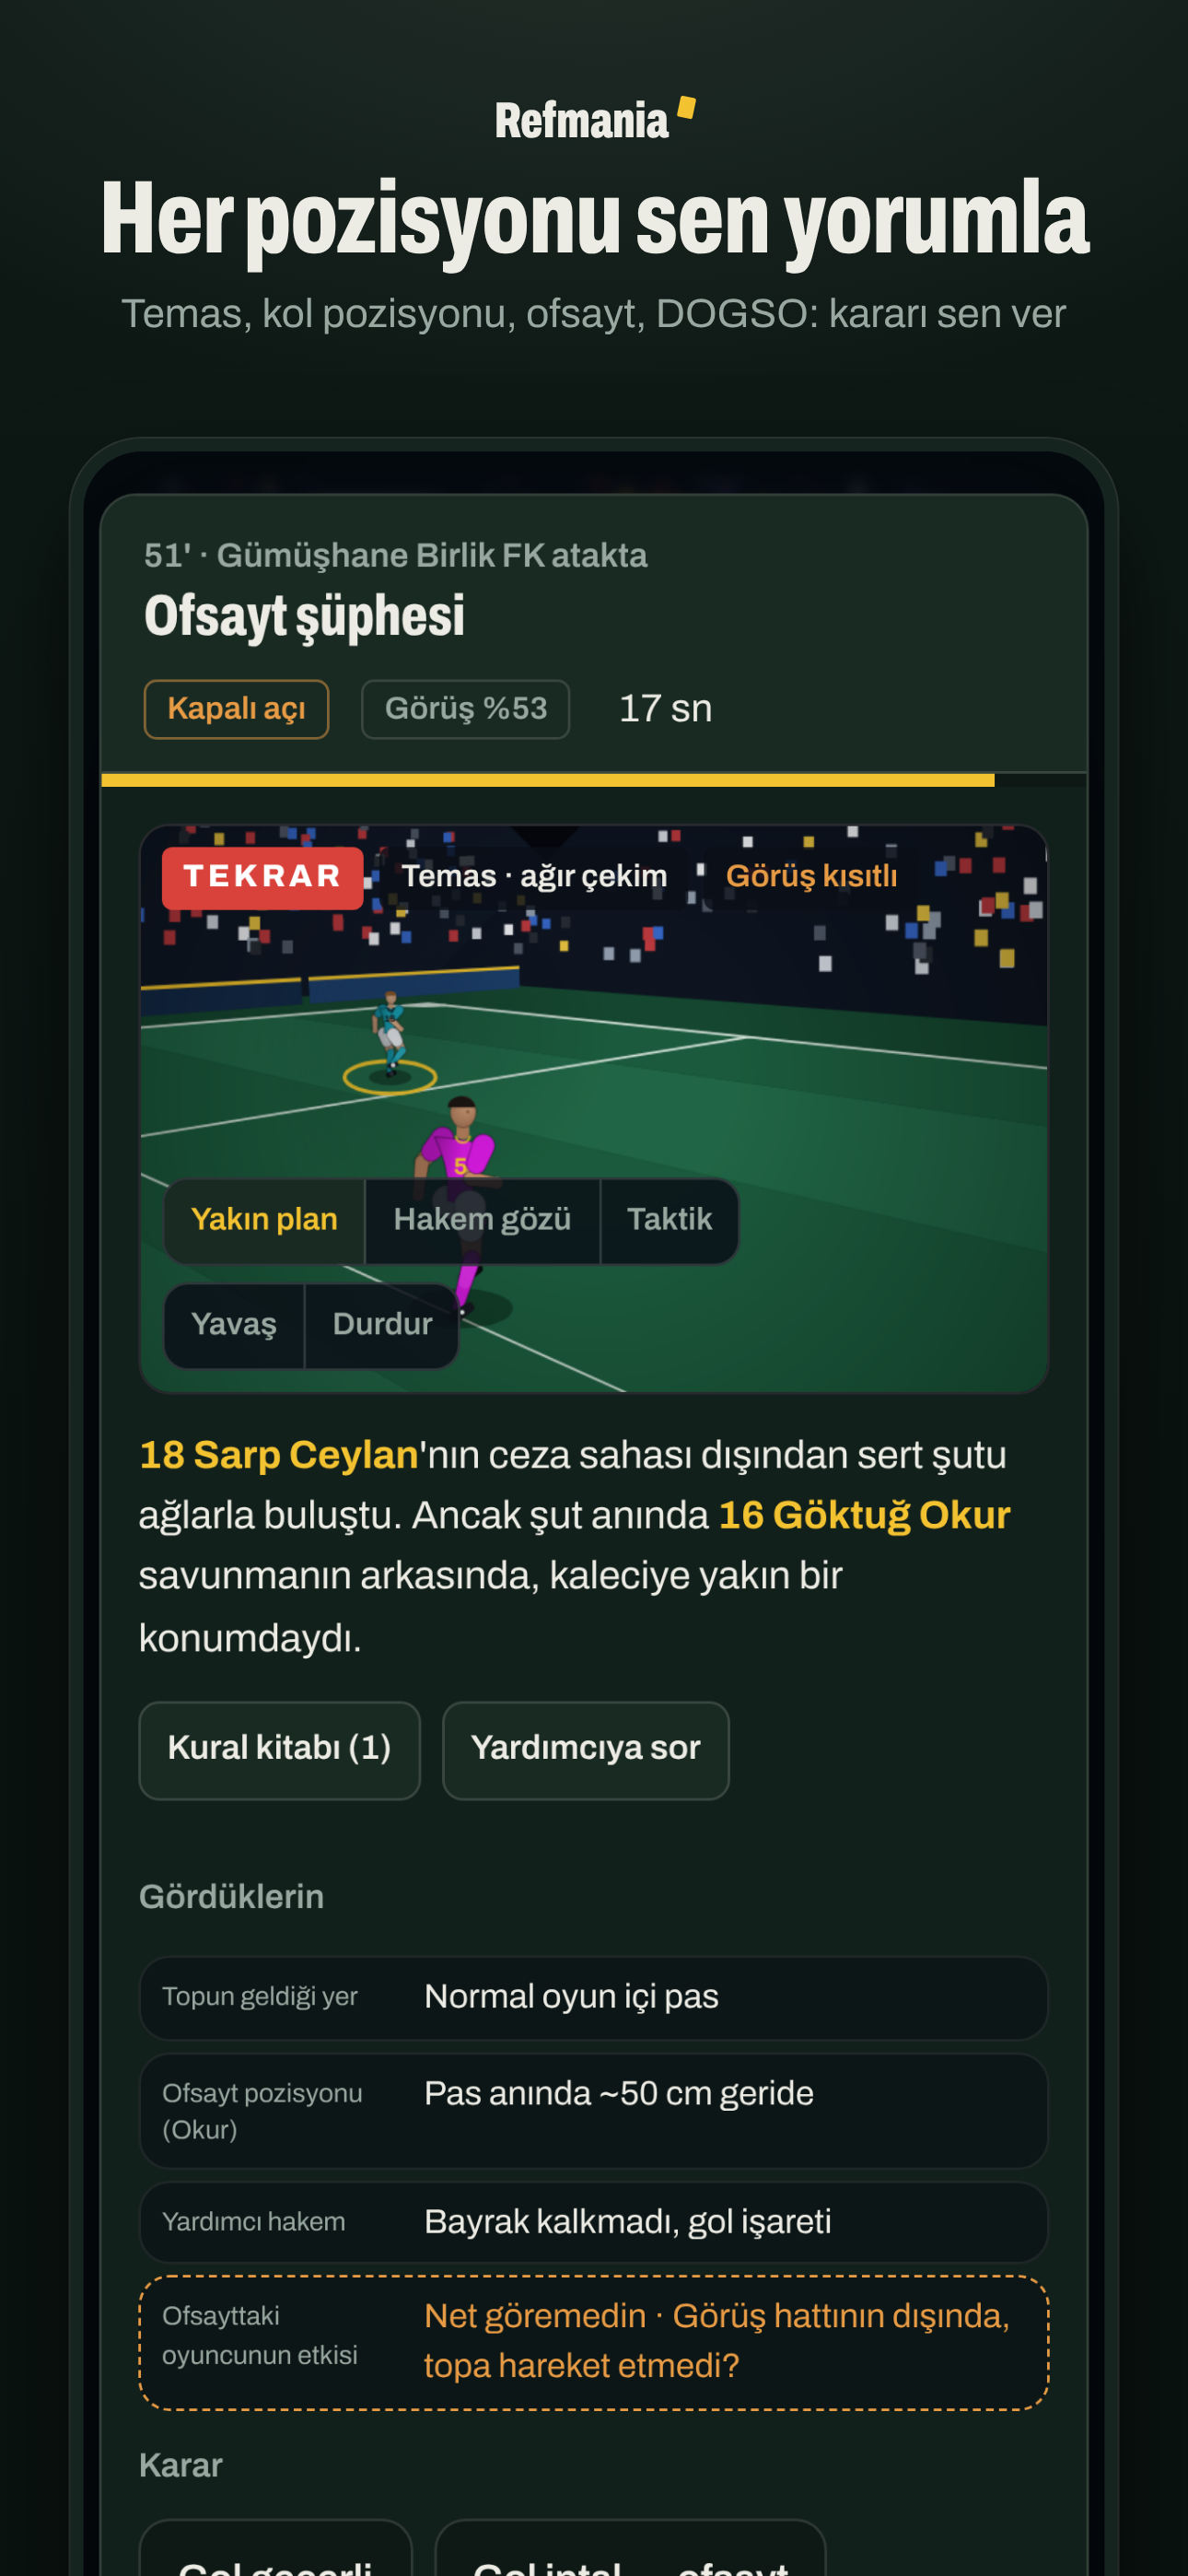 Refmania
Her pozisyonu sen yorumla
Temas, kol pozisyonu, ofsayt, DOGSO: kararı sen ver
51' · Gümüşhane Birlik FK atakta
Ofsayt şüphesi
Kapalı açı
Görüş %53
17 sn
TEKRAR
Temas · ağır çekim
Görüş kısıtlı
5
Yakın plan
Hakem gözü
Taktik
Yavaş
Durdur
18 Sarp Ceylan'nın ceza sahası dışından sert şutu
ağlarla buluştu. Ancak şut anında 16 Göktuğ Okur
savunmanın arkasında, kaleciye yakın bir
konumdaydı.
Kural kitabı (1)
Yardımcıya sor
Gördüklerin
Topun geldiği yer
Normal oyun içi pas
Ofsayt pozisyonu
(Okur)
Pas anında ~50 cm geride
Yardımcı hakem
Bayrak kalkmadı, gol işareti
Ofsayttaki
oyuncunun etkisi
Net göremedin · Görüş hattının dışında,
topa hareket etmedi?
Karar
Gol geçerli
Gol iptal — ofsayt